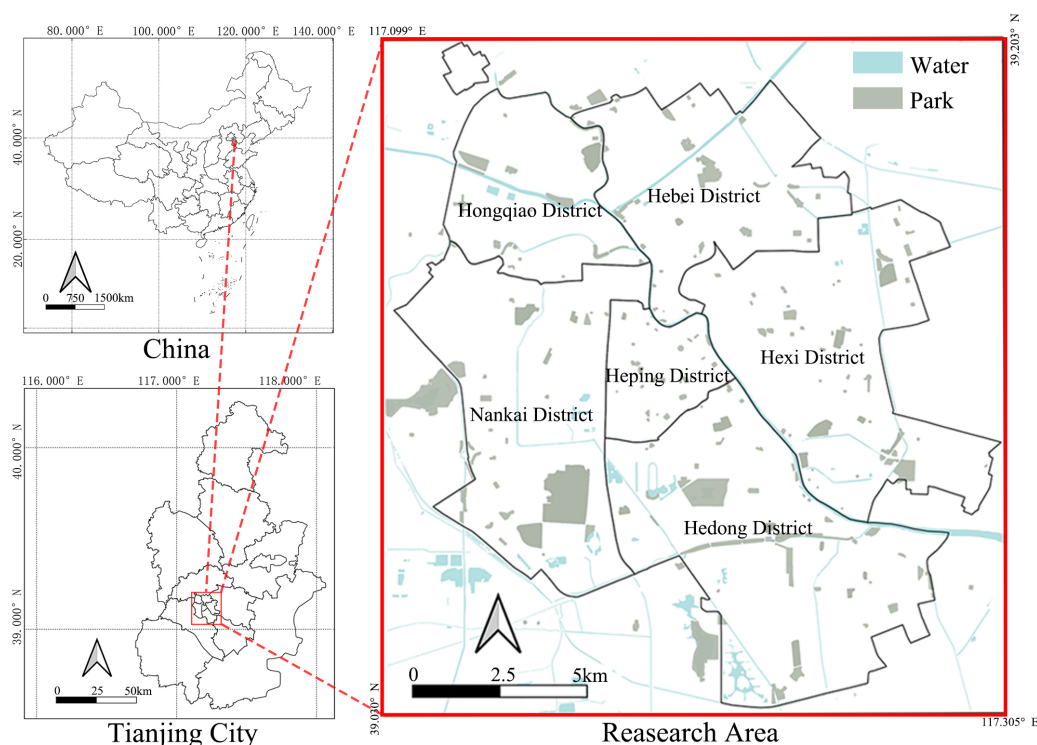 80.000° E 100.000° E 120.000° E 140.000° E
40.000° N
20.000° N
0 750 1500km
China
116.000° E 117.000° E 118.000° E
40.000° N
39.000° N
0 25 50km
Tianjing City
117.099° E
39.203° N
Water
Park
Hongqiao District
Hebei District
Hexi District
Heping District
Nankai District
Hedong District
0 2.5 5km
39.030° N
117.305° E
Reasearch Area